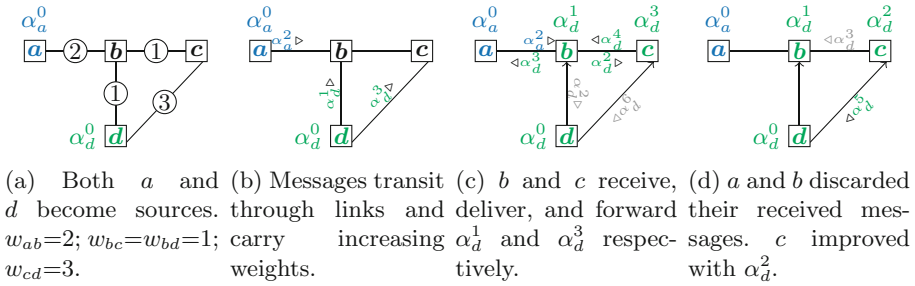 α_a^0
a 2 b 1 c
1 3
α_d^0 d
α_a^0
a α_a^2 b c
α_d^1 α_d^3
α_d^0 d
α_a^0 α_d^1 α_d^3
a α_a^2 b α_d^4 c
α_d^3 α_d^2
α_d^2 α_d^6
α_d^0 d
α_a^0 α_d^1 α_d^2
a b α_d^3 c
α_d^5
α_d^0 d
(a) Both a and
d become sources.
w_ab=2; w_bc=w_bd=1;
w_cd=3.
(b) Messages transit
through links and
carry increasing
weights.
(c) b and c receive,
deliver, and forward
α_d^1 and α_d^3 respec-
tively.
(d) a and b discarded
their received mes-
sages. c improved
with α_d^2.